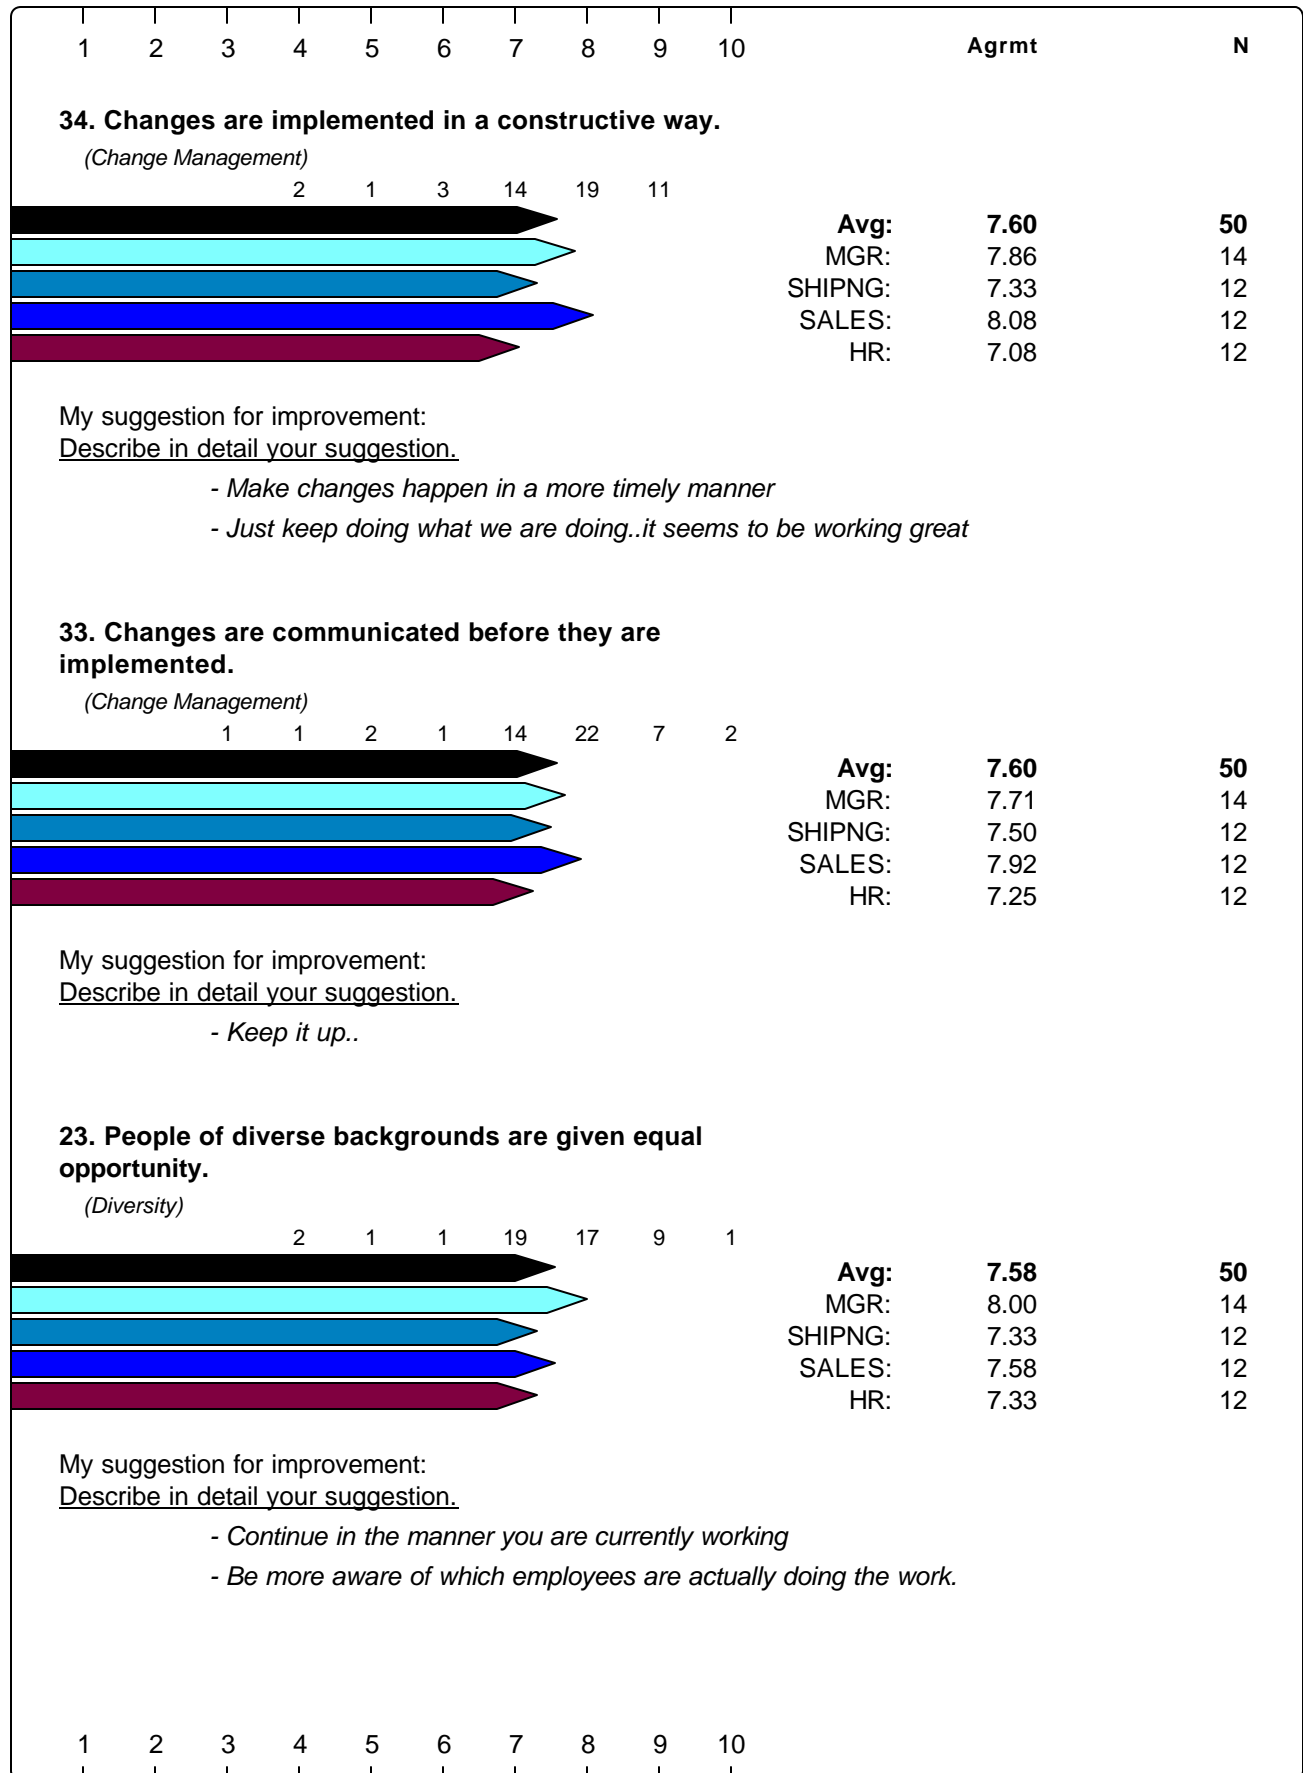 1 2 3 4 5 6 7 8 9 10 Agrmt N
34. Changes are implemented in a constructive way.
(Change Management)
2 1 3 14 19 11
Avg: 7.60 50
MGR: 7.86 14
SHIPNG: 7.33 12
SALES: 8.08 12
HR: 7.08 12
My suggestion for improvement:
Describe in detail your suggestion.
- Make changes happen in a more timely manner
- Just keep doing what we are doing..it seems to be working great
33. Changes are communicated before they are
implemented.
(Change Management)
1 1 2 1 14 22 7 2
Avg: 7.60 50
MGR: 7.71 14
SHIPNG: 7.50 12
SALES: 7.92 12
HR: 7.25 12
My suggestion for improvement:
Describe in detail your suggestion.
- Keep it up..
23. People of diverse backgrounds are given equal
opportunity.
(Diversity)
2 1 1 19 17 9 1
Avg: 7.58 50
MGR: 8.00 14
SHIPNG: 7.33 12
SALES: 7.58 12
HR: 7.33 12
My suggestion for improvement:
Describe in detail your suggestion.
- Continue in the manner you are currently working
- Be more aware of which employees are actually doing the work.
1 2 3 4 5 6 7 8 9 10